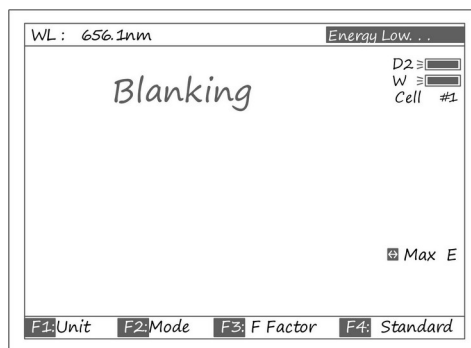 WL: 656.1nm Energy Low. . .
D2
Blanking W
Cell #1
Max E
F1:Unit F2:Mode F3: F Factor F4: Standard